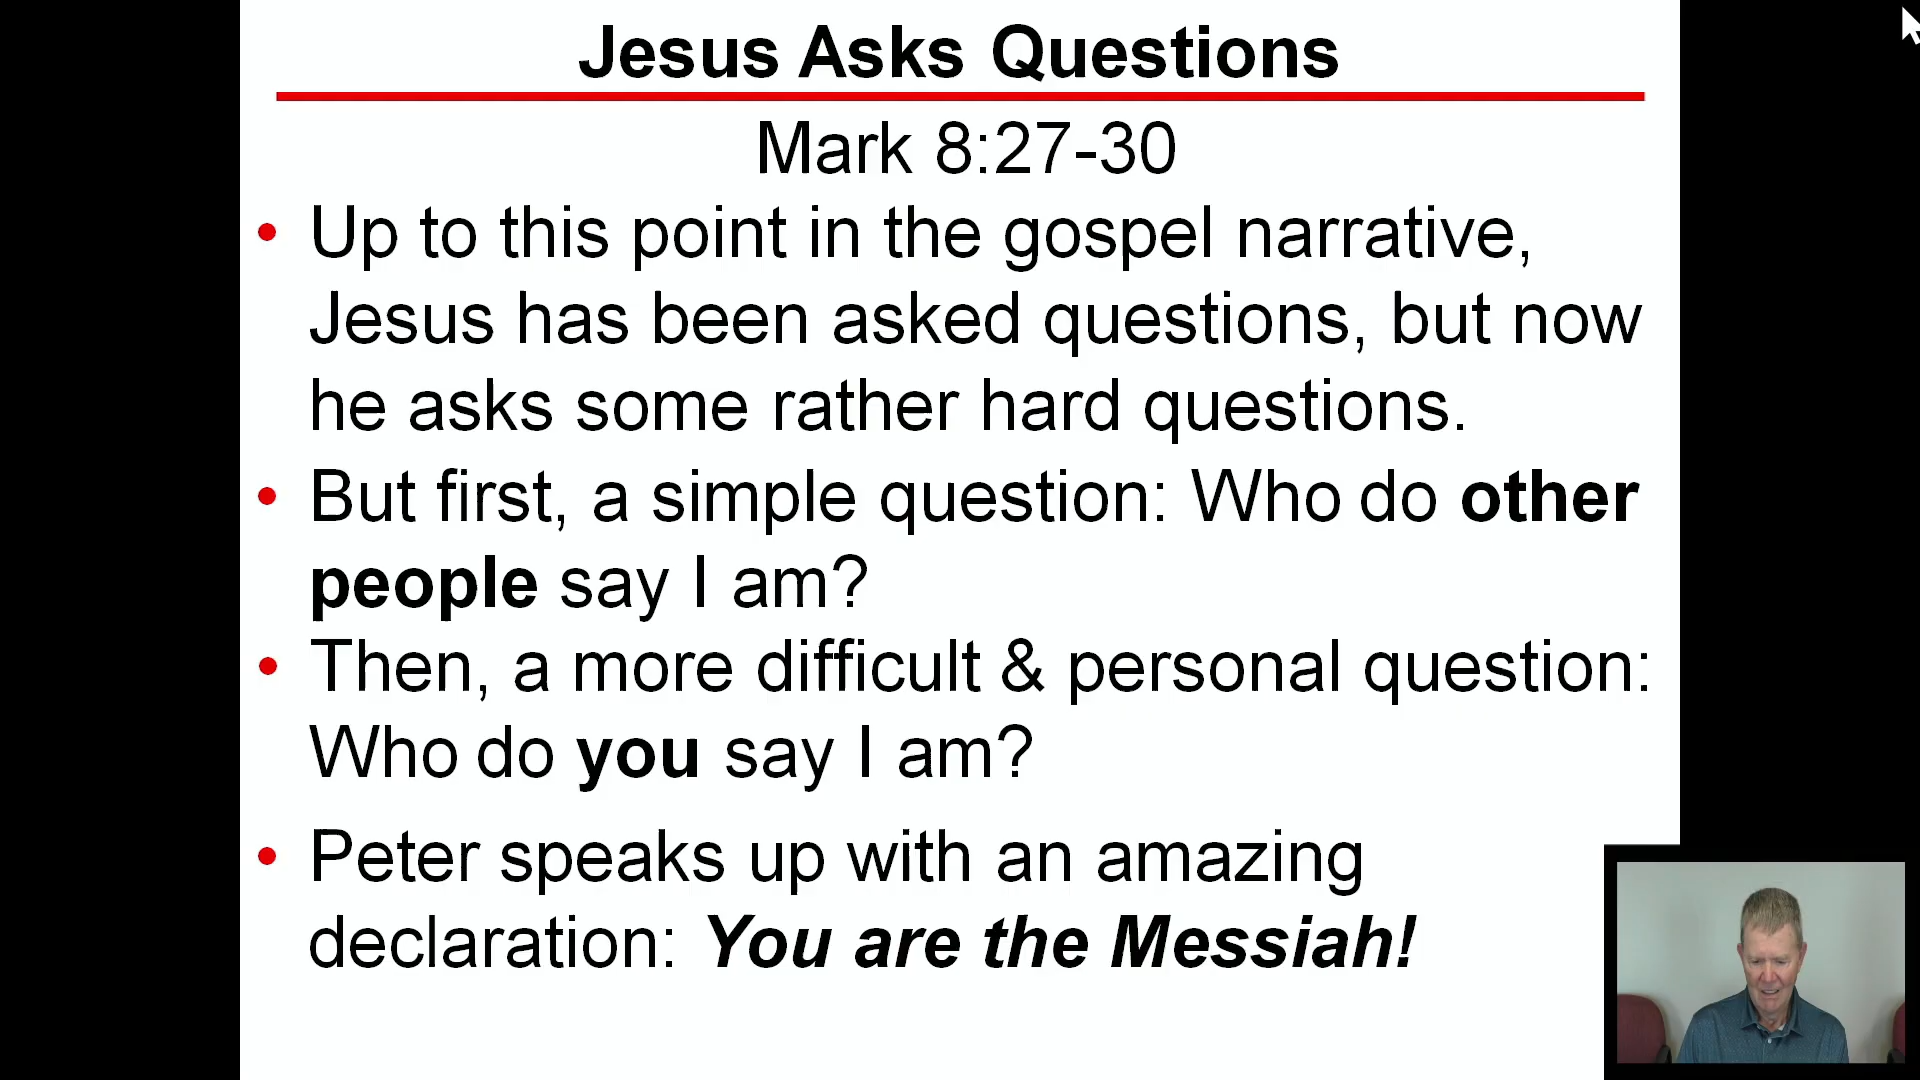 Jesus Asks Questions
Mark 8:27-30
• Up to this point in the gospel narrative,
Jesus has been asked questions, but now
he asks some rather hard questions.
• But first, a simple question: Who do other
people say I am?
• Then, a more difficult & personal question:
Who do you say I am?
• Peter speaks up with an amazing
declaration: You are the Messiah!